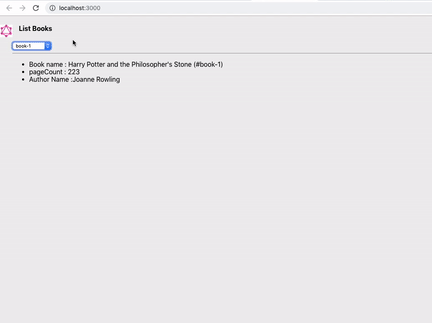 localhost:3000
List Books
book-1
Book name : Harry Potter and the Philosopher's Stone (#book-1)
pageCount : 223
Author Name :Joanne Rowling